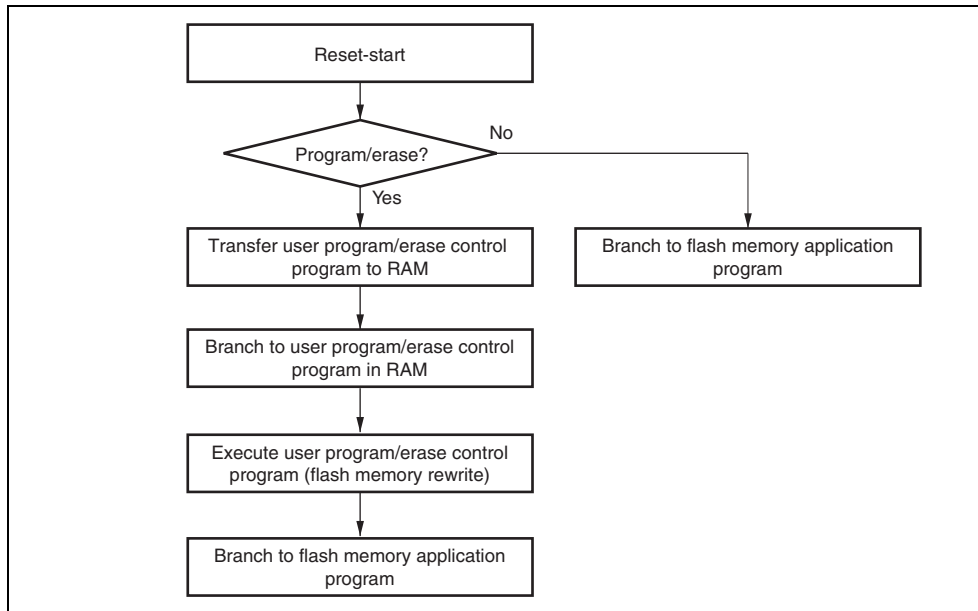 Reset-start
Program/erase?
No
Yes
Transfer user program/erase control
program to RAM
Branch to flash memory application
program
Branch to user program/erase control
program in RAM
Execute user program/erase control
program (flash memory rewrite)
Branch to flash memory application
program